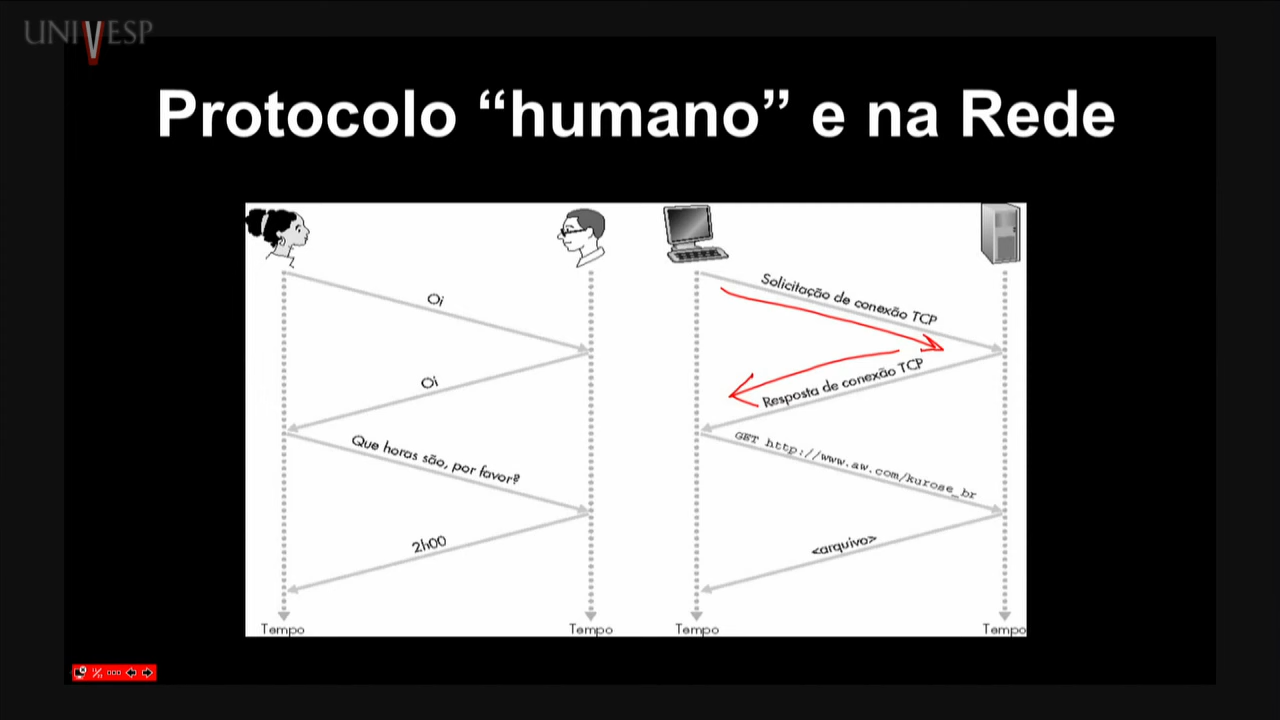 UNIVESP
Protocolo “humano” e na Rede
Oi
Oi
Que horas são, por favor?
2h00
Tempo
Tempo
Solicitação de conexão TCP
Resposta de conexão TCP
GET http://www.aw.com/kurose_br
<arquivo>
Tempo
Tempo